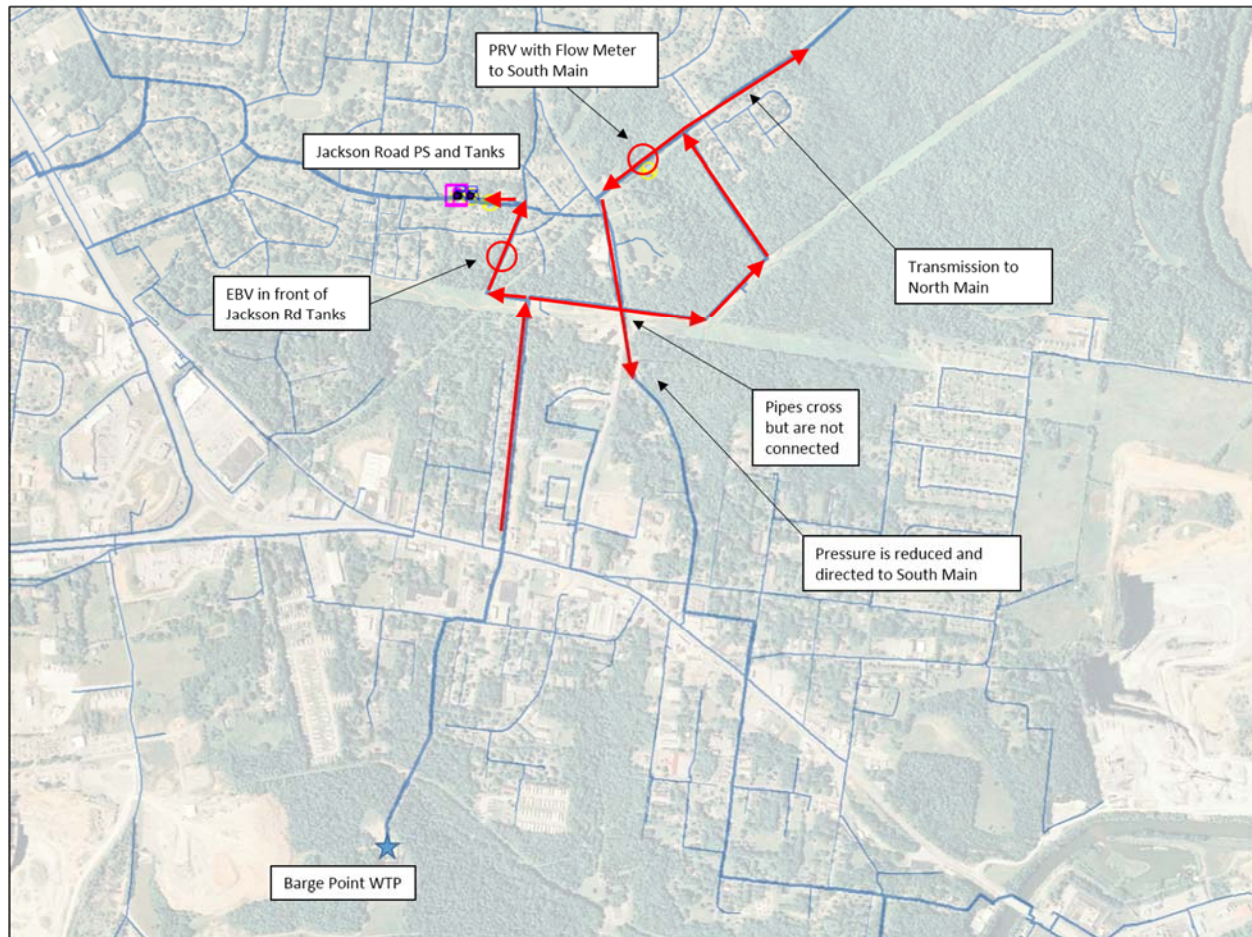 PRV with Flow Meter
to South Main
Jackson Road PS and Tanks
EBV in front of
Jackson Rd Tanks
Transmission to
North Main
Pipes cross
but are not
connected
Pressure is reduced and
directed to South Main
Barge Point WTP